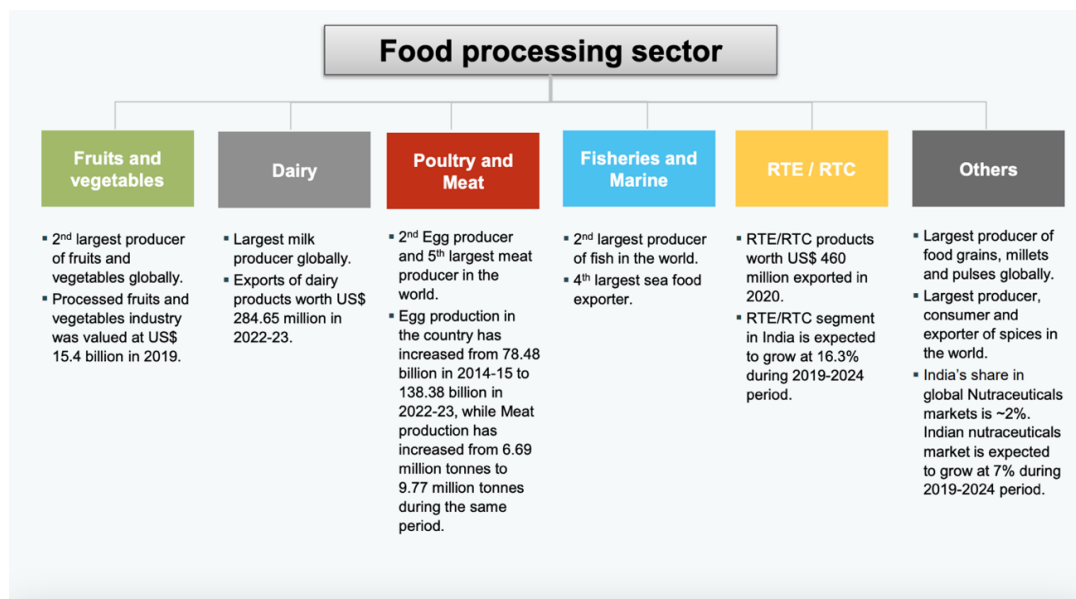 Food processing sector
Fruits and
vegetables
▪ 2nd largest producer
of fruits and
vegetables globally.
▪ Processed fruits and
vegetables industry
was valued at US$
15.4 billion in 2019.
Dairy
▪ Largest milk
producer globally.
▪ Exports of dairy
products worth US$
284.65 million in
2022-23.
Poultry and
Meat
▪ 2nd Egg producer
and 5th largest meat
producer in the
world.
▪ Egg production in
the country has
increased from 78.48
billion in 2014-15 to
138.38 billion in
2022-23, while Meat
production has
increased from 6.69
million tonnes to
9.77 million tonnes
during the same
period.
Fisheries and
Marine
▪ 2nd largest producer
of fish in the world.
▪ 4th largest sea food
exporter.
RTE / RTC
▪ RTE/RTC products
worth US$ 460
million exported in
2020.
▪ RTE/RTC segment
in India is expected
to grow at 16.3%
during 2019-2024
period.
Others
▪ Largest producer of
food grains, millets
and pulses globally.
▪ Largest producer,
consumer and
exporter of spices in
the world.
▪ India's share in
global Nutraceuticals
markets is ~2%.
Indian nutraceuticals
market is expected
to grow at 7% during
2019-2024 period.